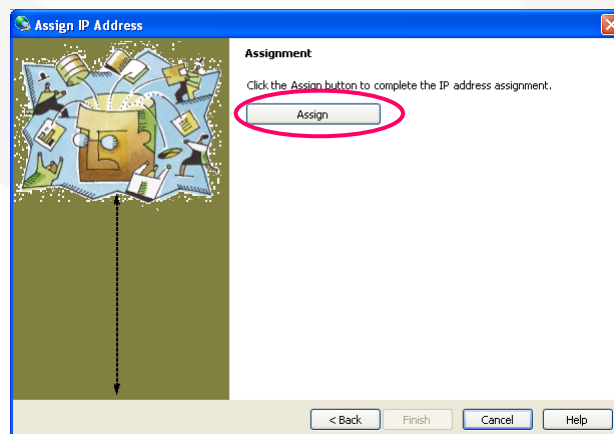 Assign IP Address
Assignment
Click the Assign button to complete the IP address assignment.
Assign
< Back
Finish
Cancel
Help